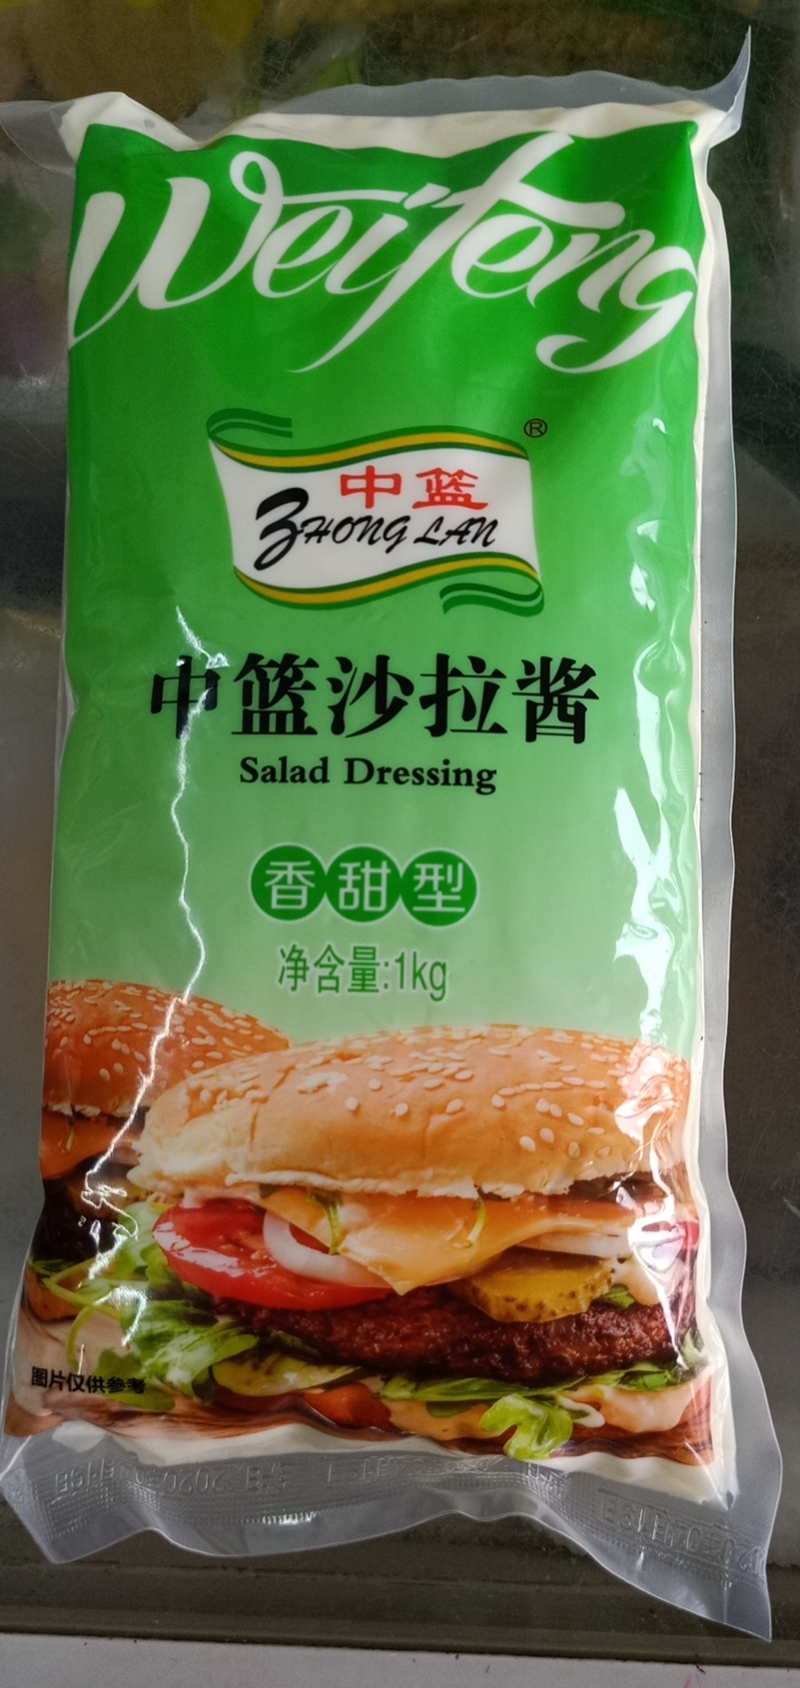 Weifeng
®
中篮
ZHONG LAN
中篮沙拉酱
Salad Dressing
香甜型
净含量:1kg
图片仅供参考